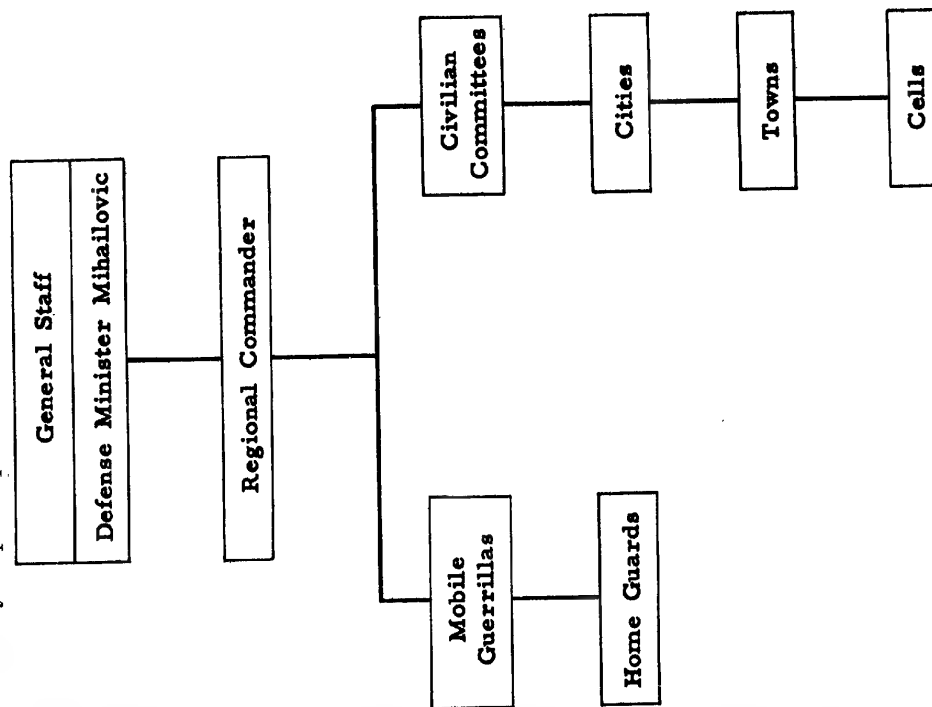 General Staff
Defense Minister Mihailovic
Regional Commander
Mobile
Guerrillas
Home Guards
Civilian
Committees
Cities
Towns
Cells